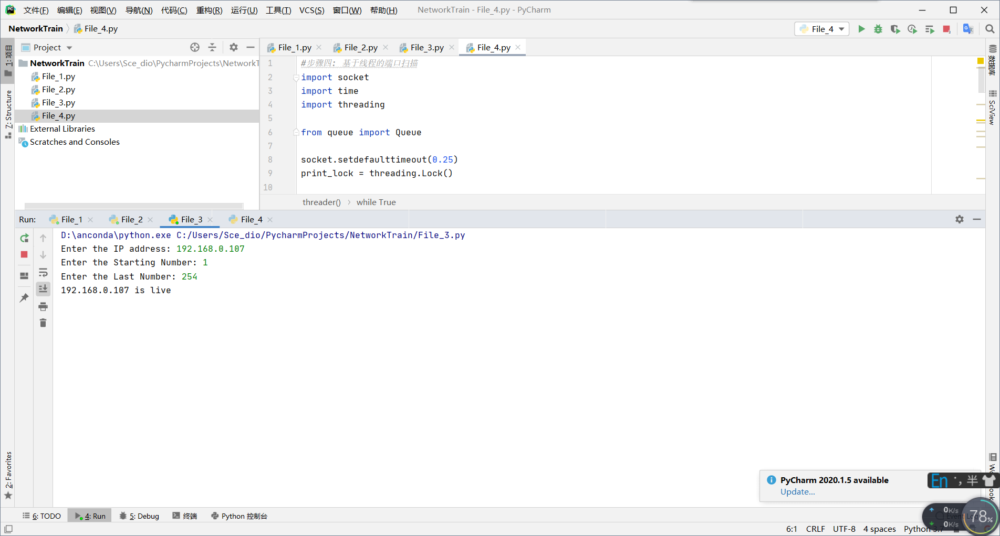 文件(F) 编辑(E) 视图(V) 导航(N) 代码(C) 重构(R) 运行(U) 工具(T) VCS(S) 窗口(W) 帮助(H) NetworkTrain - File_4.py - PyCharm
NetworkTrain File_4.py File_4
1: 项目
Project
File_1.py File_2.py File_3.py File_4.py
NetworkTrain C:\Users\Sce_dio\PycharmProjects\NetworkT
File_1.py
File_2.py
File_3.py
File_4.py
External Libraries
Scratches and Consoles
Z: Structure
1 #步骤四: 基于线程的端口扫描
2 import socket
3 import time
4 import threading
5
6 from queue import Queue
7
8 socket.setdefaulttimeout(0.25)
9 print_lock = threading.Lock()
10
threader() while True
数据库
SciView
Run: File_1 File_2 File_3 File_4
D:\anconda\python.exe C:/Users/Sce_dio/PycharmProjects/NetworkTrain/File_3.py
Enter the IP address: 192.168.0.107
Enter the Starting Number: 1
Enter the Last Number: 254
192.168.0.107 is live
2: Favorites
PyCharm 2020.1.5 available
Update...
En 半
0K/s
0K/s
78%
6: TODO 4: Run 5: Debug 终端 Python 控制台
6:1 CRLF UTF-8 4 spaces Python 3.7